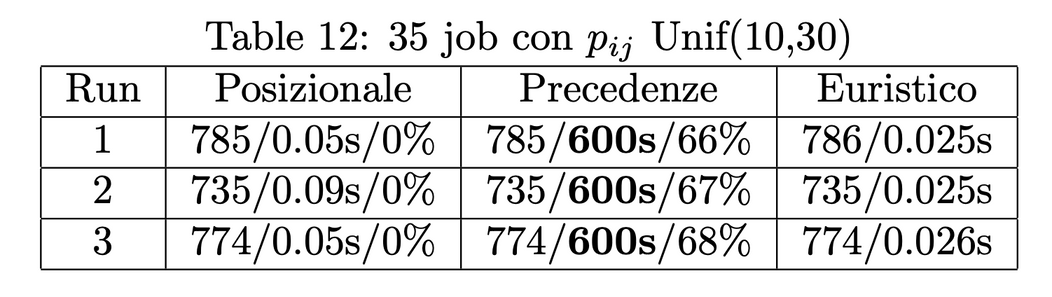 Table 12: 35 job con p_{ij} Unif(10,30)
Run Posizionale Precedenze Euristico
1 785/0.05s/0% 785/600s/66% 786/0.025s
2 735/0.09s/0% 735/600s/67% 735/0.025s
3 774/0.05s/0% 774/600s/68% 774/0.026s